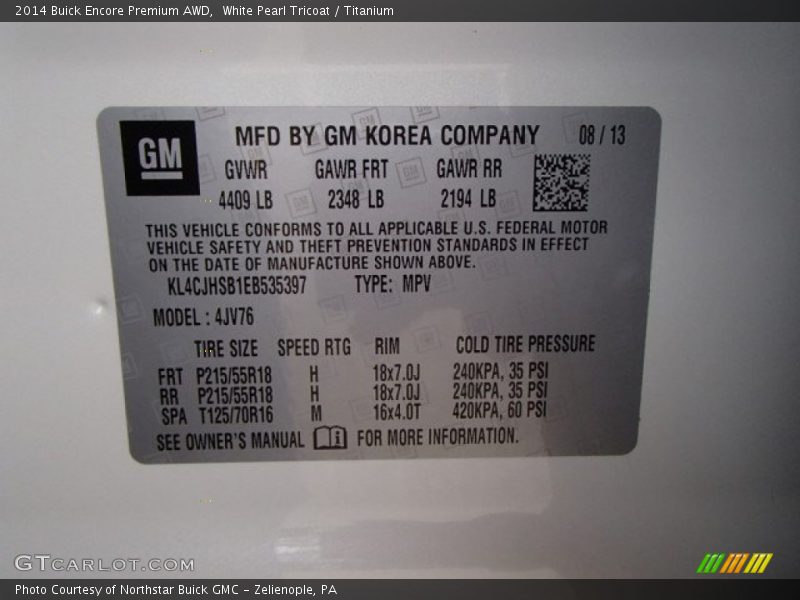 2014 Buick Encore Premium AWD,  White Pearl Tricoat / Titanium
GM MFD BY GM KOREA COMPANY 08 / 13
GVWR GAWR FRT GAWR RR
4409 LB 2348 LB 2194 LB
THIS VEHICLE CONFORMS TO ALL APPLICABLE U.S. FEDERAL MOTOR
VEHICLE SAFETY AND THEFT PREVENTION STANDARDS IN EFFECT
ON THE DATE OF MANUFACTURE SHOWN ABOVE.
KL4CJHSB1EB535397 TYPE: MPV
MODEL : 4JV76
TIRE SIZE SPEED RTG RIM COLD TIRE PRESSURE
FRT P215/55R18 H 18x7.0J 240KPA, 35 PSI
RR P215/55R18 H 18x7.0J 240KPA, 35 PSI
SPA T125/70R16 M 16x4.0T 420KPA, 60 PSI
SEE OWNER'S MANUAL FOR MORE INFORMATION.
GTCARLOT.COM
Photo Courtesy of Northstar Buick GMC – Zelienople, PA